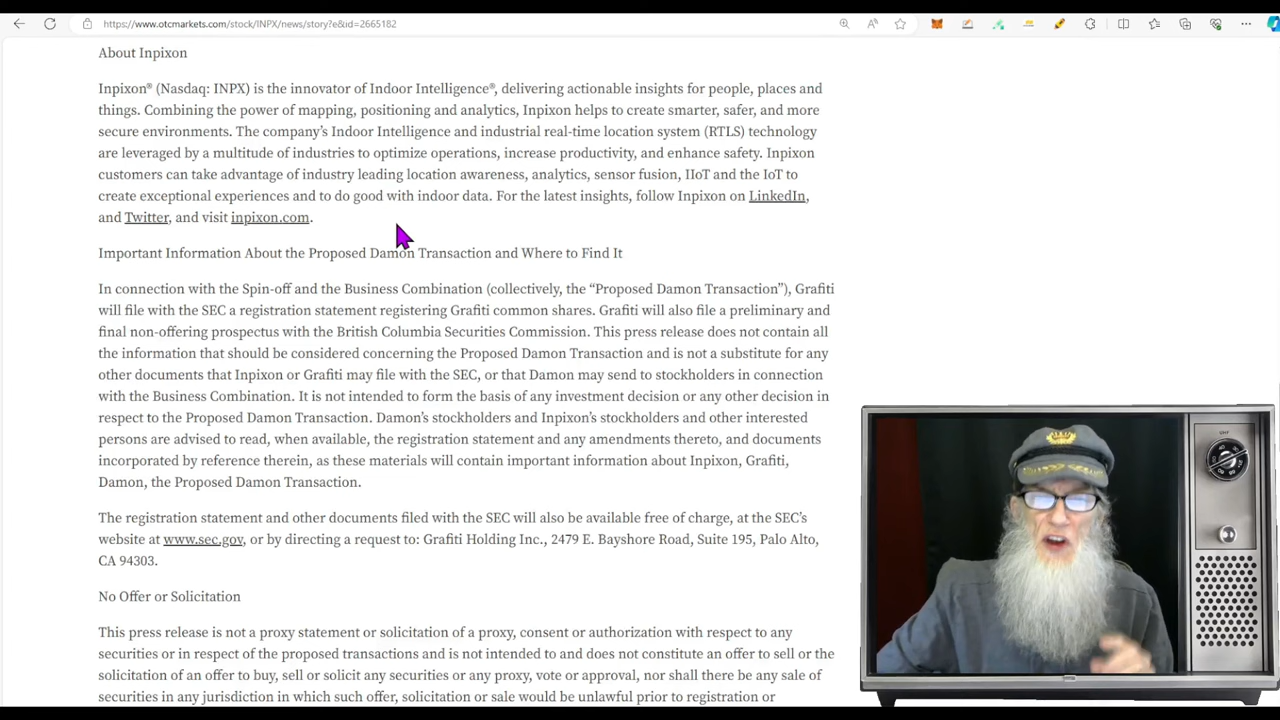 https://www.otcmarkets.com/stock/INPX/news/story?e&id=2665182
About Inpixon
Inpixon® (Nasdaq: INPX) is the innovator of Indoor Intelligence®, delivering actionable insights for people, places and
things. Combining the power of mapping, positioning and analytics, Inpixon helps to create smarter, safer, and more
secure environments. The company’s Indoor Intelligence and industrial real-time location system (RTLS) technology
are leveraged by a multitude of industries to optimize operations, increase productivity, and enhance safety. Inpixon
customers can take advantage of industry leading location awareness, analytics, sensor fusion, IIoT and the IoT to
create exceptional experiences and to do good with indoor data. For the latest insights, follow Inpixon on LinkedIn,
and Twitter, and visit inpixon.com.
Important Information About the Proposed Damon Transaction and Where to Find It
In connection with the Spin-off and the Business Combination (collectively, the “Proposed Damon Transaction”), Grafiti
will file with the SEC a registration statement registering Grafiti common shares. Grafiti will also file a preliminary and
final non-offering prospectus with the British Columbia Securities Commission. This press release does not contain all
the information that should be considered concerning the Proposed Damon Transaction and is not a substitute for any
other documents that Inpixon or Grafiti may file with the SEC, or that Damon may send to stockholders in connection
with the Business Combination. It is not intended to form the basis of any investment decision or any other decision in
respect to the Proposed Damon Transaction. Damon’s stockholders and Inpixon’s stockholders and other interested
persons are advised to read, when available, the registration statement and any amendments thereto, and documents
incorporated by reference therein, as these materials will contain important information about Inpixon, Grafiti,
Damon, the Proposed Damon Transaction.
The registration statement and other documents filed with the SEC will also be available free of charge, at the SEC’s
website at www.sec.gov, or by directing a request to: Grafiti Holding Inc., 2479 E. Bayshore Road, Suite 195, Palo Alto,
CA 94303.
No Offer or Solicitation
This press release is not a proxy statement or solicitation of a proxy, consent or authorization with respect to any
securities or in respect of the proposed transactions and is not intended to and does not constitute an offer to sell or the
solicitation of an offer to buy, sell or solicit any securities or any proxy, vote or approval, nor shall there be any sale of
securities in any jurisdiction in which such offer, solicitation or sale would be unlawful prior to registration or